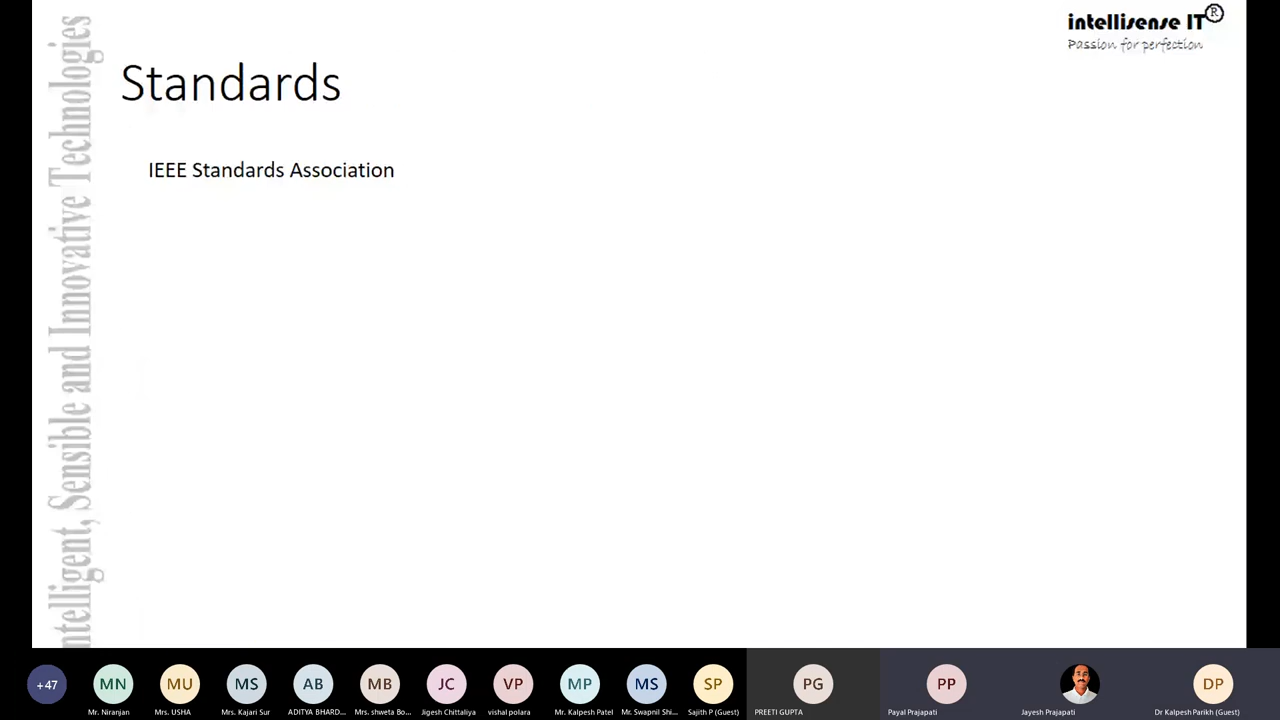 intellisense IT®
Passion for perfection
Standards
IEEE Standards Association
ntelligent, Sensible and Innovative Technologies
+47
MN
MU
MS
AB
MB
JC
VP
MP
MS
SP
PG
PP
DP
Mr. Niranjan
Mrs. USHA
Mrs. Kajari Sur
ADITYA BHARD...
Mrs. shweta Bo...
Jigesh Chittaliya
vishal polara
Mr. Kalpesh Patel
Mr. Swapnil Shi...
Sajith P (Guest)
PREETI GUPTA
Payal Prajapati
Jayesh Prajapati
Dr Kalpesh Parikh (Guest)